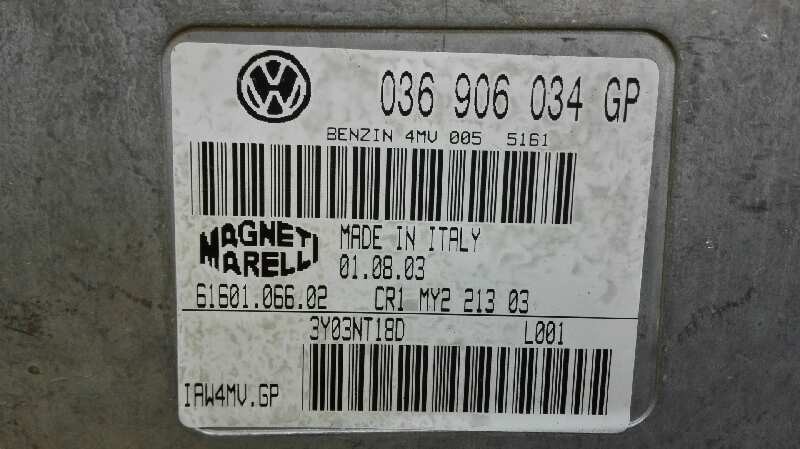 036 906 034 GP
BENZIN 4MV 005 5161
MAGNETI MARELLI
MADE IN ITALY
01.08.03
61601.066.02 CR1 MY2 213 03
3Y03NT18D L001
IAW4MV.GP